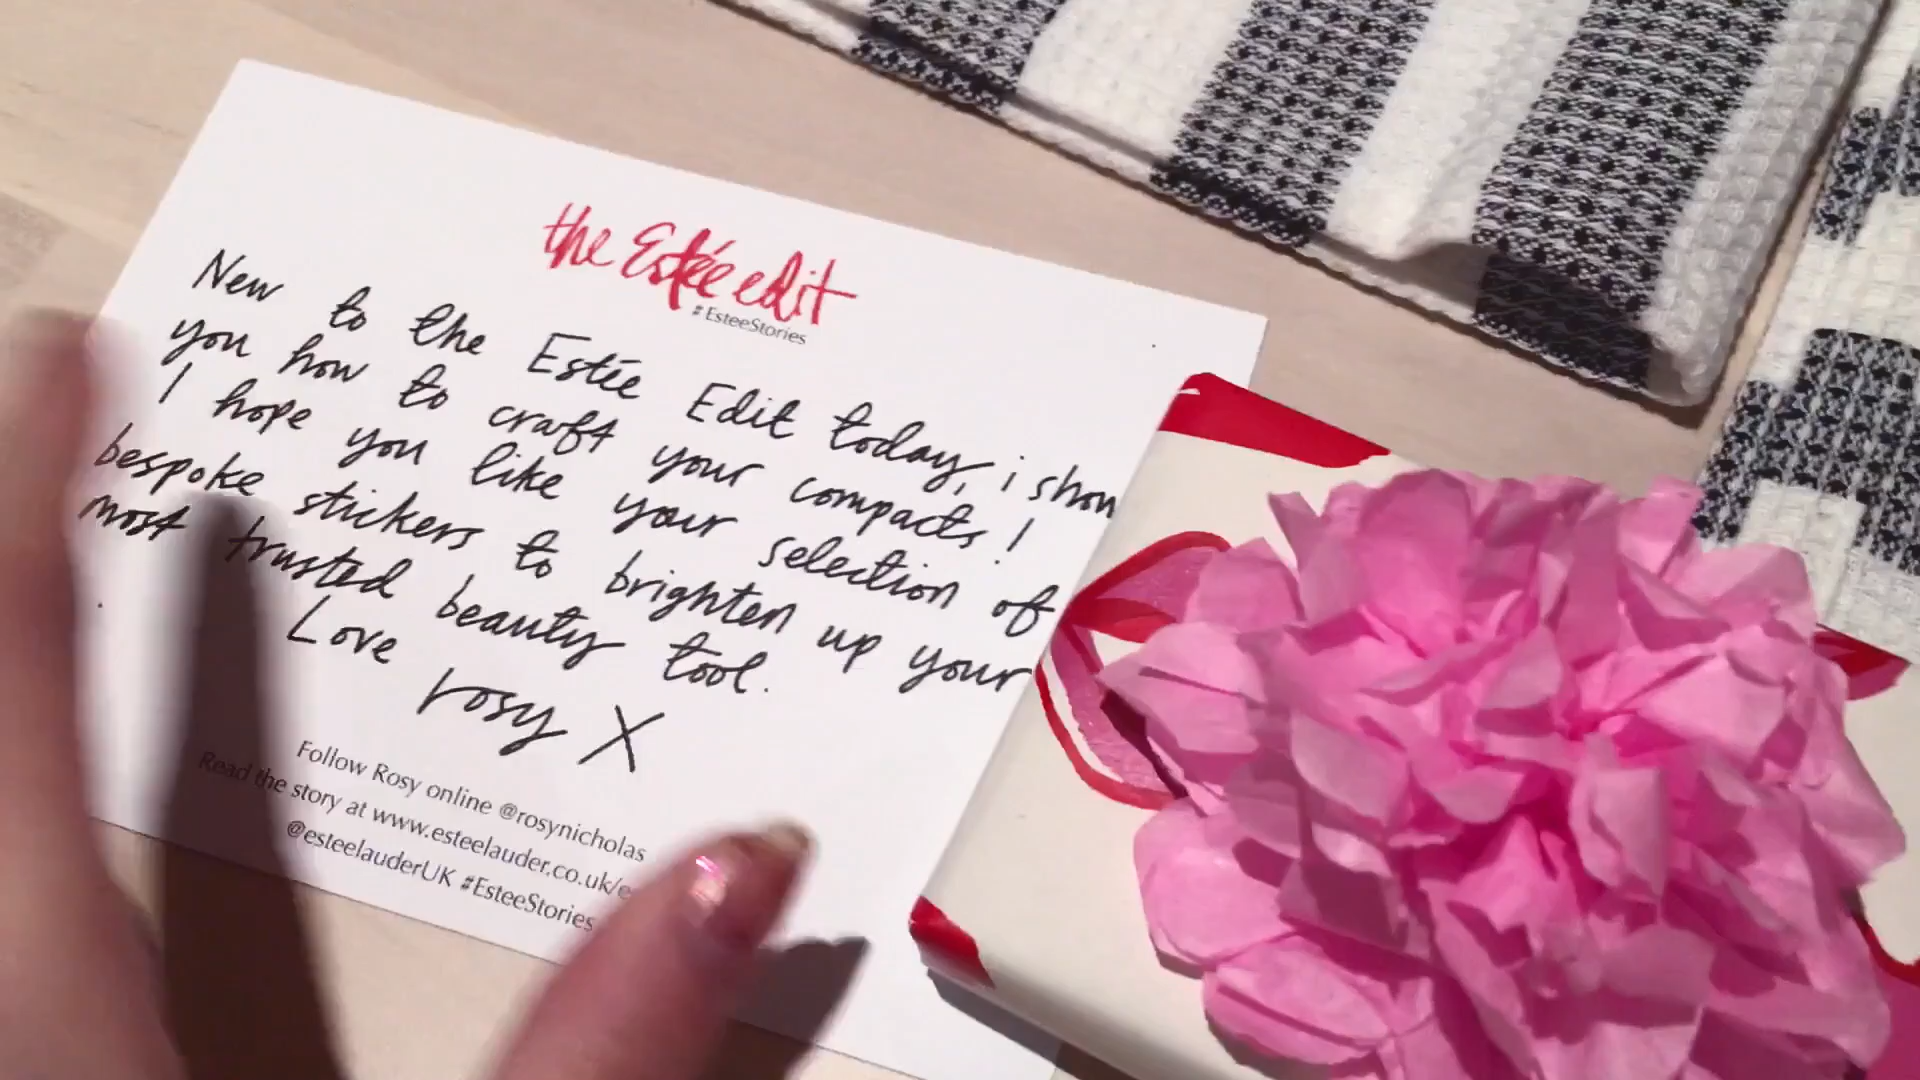 the Estée edit
#EsteeStories
New to the Estée Edit today, i show
you how to craft your compacts!
I hope you like your selection of
bespoke stickers to brighten up your
most trusted beauty tool.
Love
rosy X
Follow Rosy online @rosynicholas
Read the story at www.esteelauder.co.uk/
@esteelauderUK #EsteeStories